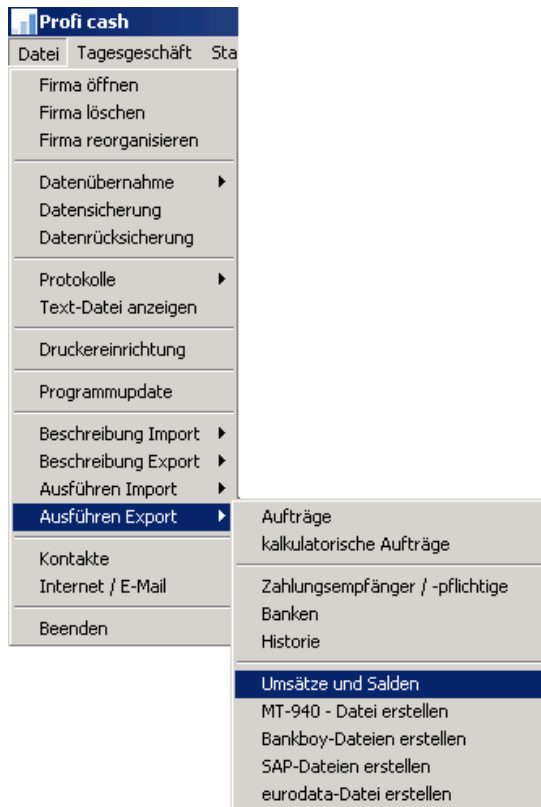 Profi cash
Datei Tagesgeschäft Sta
Firma öffnen
Firma löschen
Firma reorganisieren
Datenübernahme
Datensicherung
Datenrücksicherung
Protokolle
Text-Datei anzeigen
Druckereinrichtung
Programmupdate
Beschreibung Import
Beschreibung Export
Ausführen Import
Ausführen Export
Kontakte
Internet / E-Mail
Beenden
Aufträge
kalkulatorische Aufträge
Zahlungsempfänger / -pflichtige
Banken
Historie
Umsätze und Salden
MT-940 - Datei erstellen
Bankboy-Dateien erstellen
SAP-Dateien erstellen
eurodata-Datei erstellen